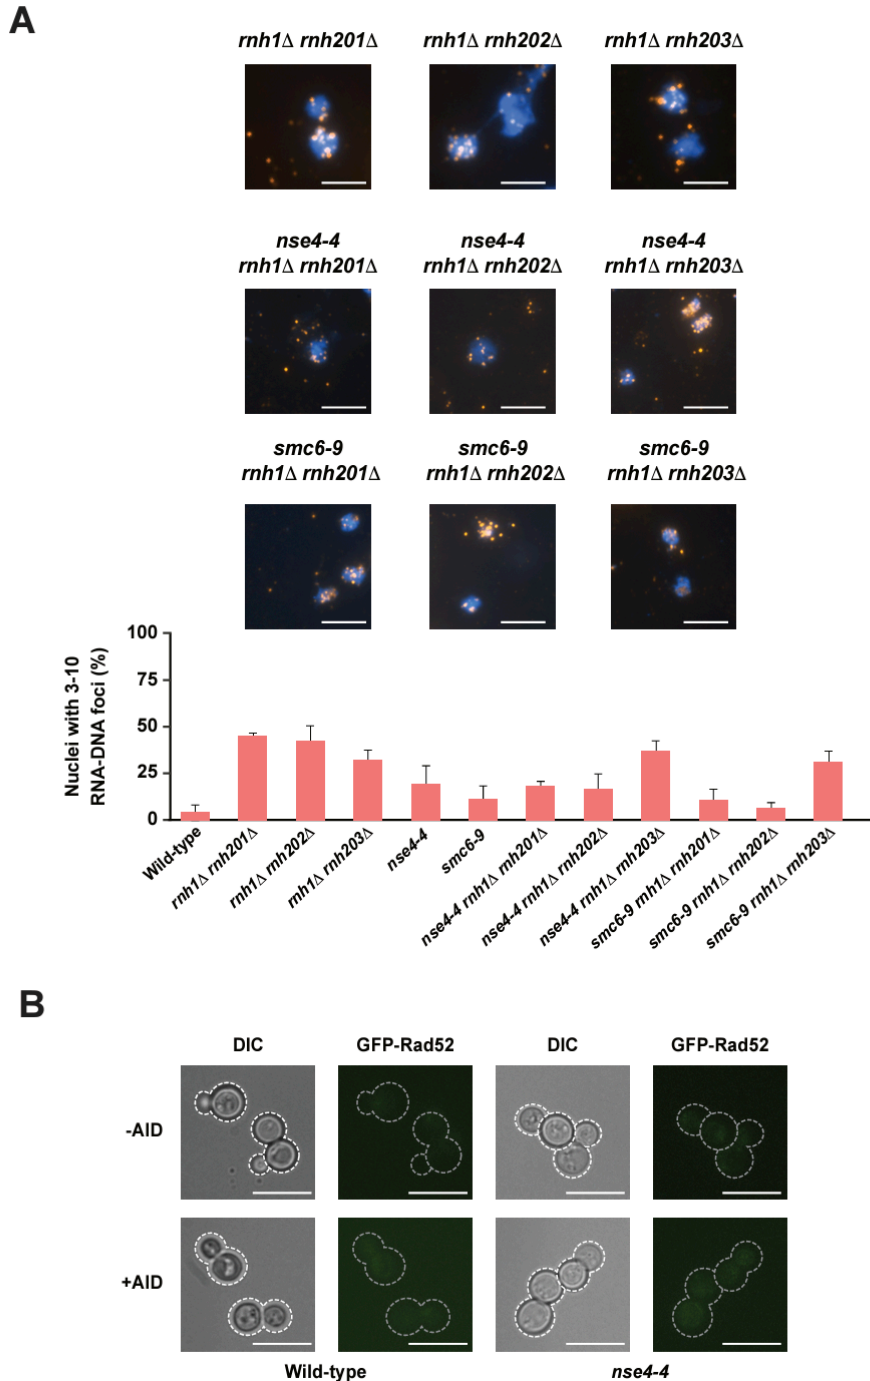 A
rnh1Δ rnh201Δ rnh1Δ rnh202Δ rnh1Δ rnh203Δ
nse4-4 nse4-4 nse4-4
rnh1Δ rnh201Δ rnh1Δ rnh202Δ rnh1Δ rnh203Δ
smc6-9 smc6-9 smc6-9
rnh1Δ rnh201Δ rnh1Δ rnh202Δ rnh1Δ rnh203Δ
Nuclei with 3-10
RNA-DNA foci (%)
100
75
50
25
0
Wild-type
rnh1Δ rnh201Δ
rnh1Δ rnh202Δ
rnh1Δ rnh203Δ
nse4-4
smc6-9
nse4-4 rnh1Δ rnh201Δ
nse4-4 rnh1Δ rnh202Δ
nse4-4 rnh1Δ rnh203Δ
smc6-9 rnh1Δ rnh201Δ
smc6-9 rnh1Δ rnh202Δ
smc6-9 rnh1Δ rnh203Δ
B
DIC GFP-Rad52 DIC GFP-Rad52
-AID
+AID
Wild-type nse4-4